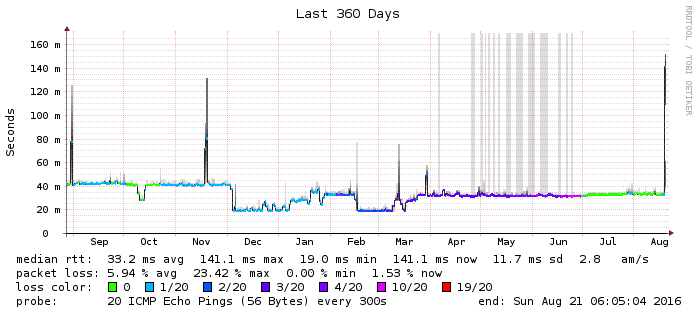 Last 360 Days
RRDTOOL / TOBI OETIKER
Seconds
160 m
140 m
120 m
100 m
80 m
60 m
40 m
20 m
0
Sep Oct Nov Dec Jan Feb Mar Apr May Jun Jul Aug
median rtt: 33.2 ms avg 141.1 ms max 19.0 ms min 141.1 ms now 11.7 ms sd 2.8 am/s
packet loss: 5.94 % avg 23.42 % max 0.00 % min 1.53 % now
loss color: 0 1/20 2/20 3/20 4/20 10/20 19/20
probe: 20 ICMP Echo Pings (56 Bytes) every 300s end: Sun Aug 21 06:05:04 2016